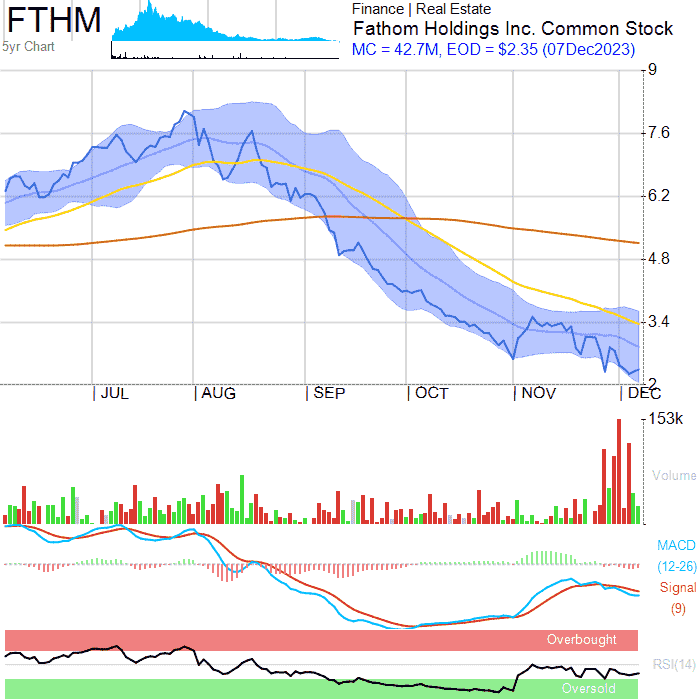 FTHM
5yr Chart
Finance | Real Estate
Fathom Holdings Inc. Common Stock
MC = 42.7M, EOD = $2.35 (07Dec2023)
9
7.6
6.2
4.8
3.4
2
JUL AUG SEP OCT NOV DEC
153k
Volume
MACD
(12-26)
Signal
(9)
Overbought
RSI(14)
Oversold